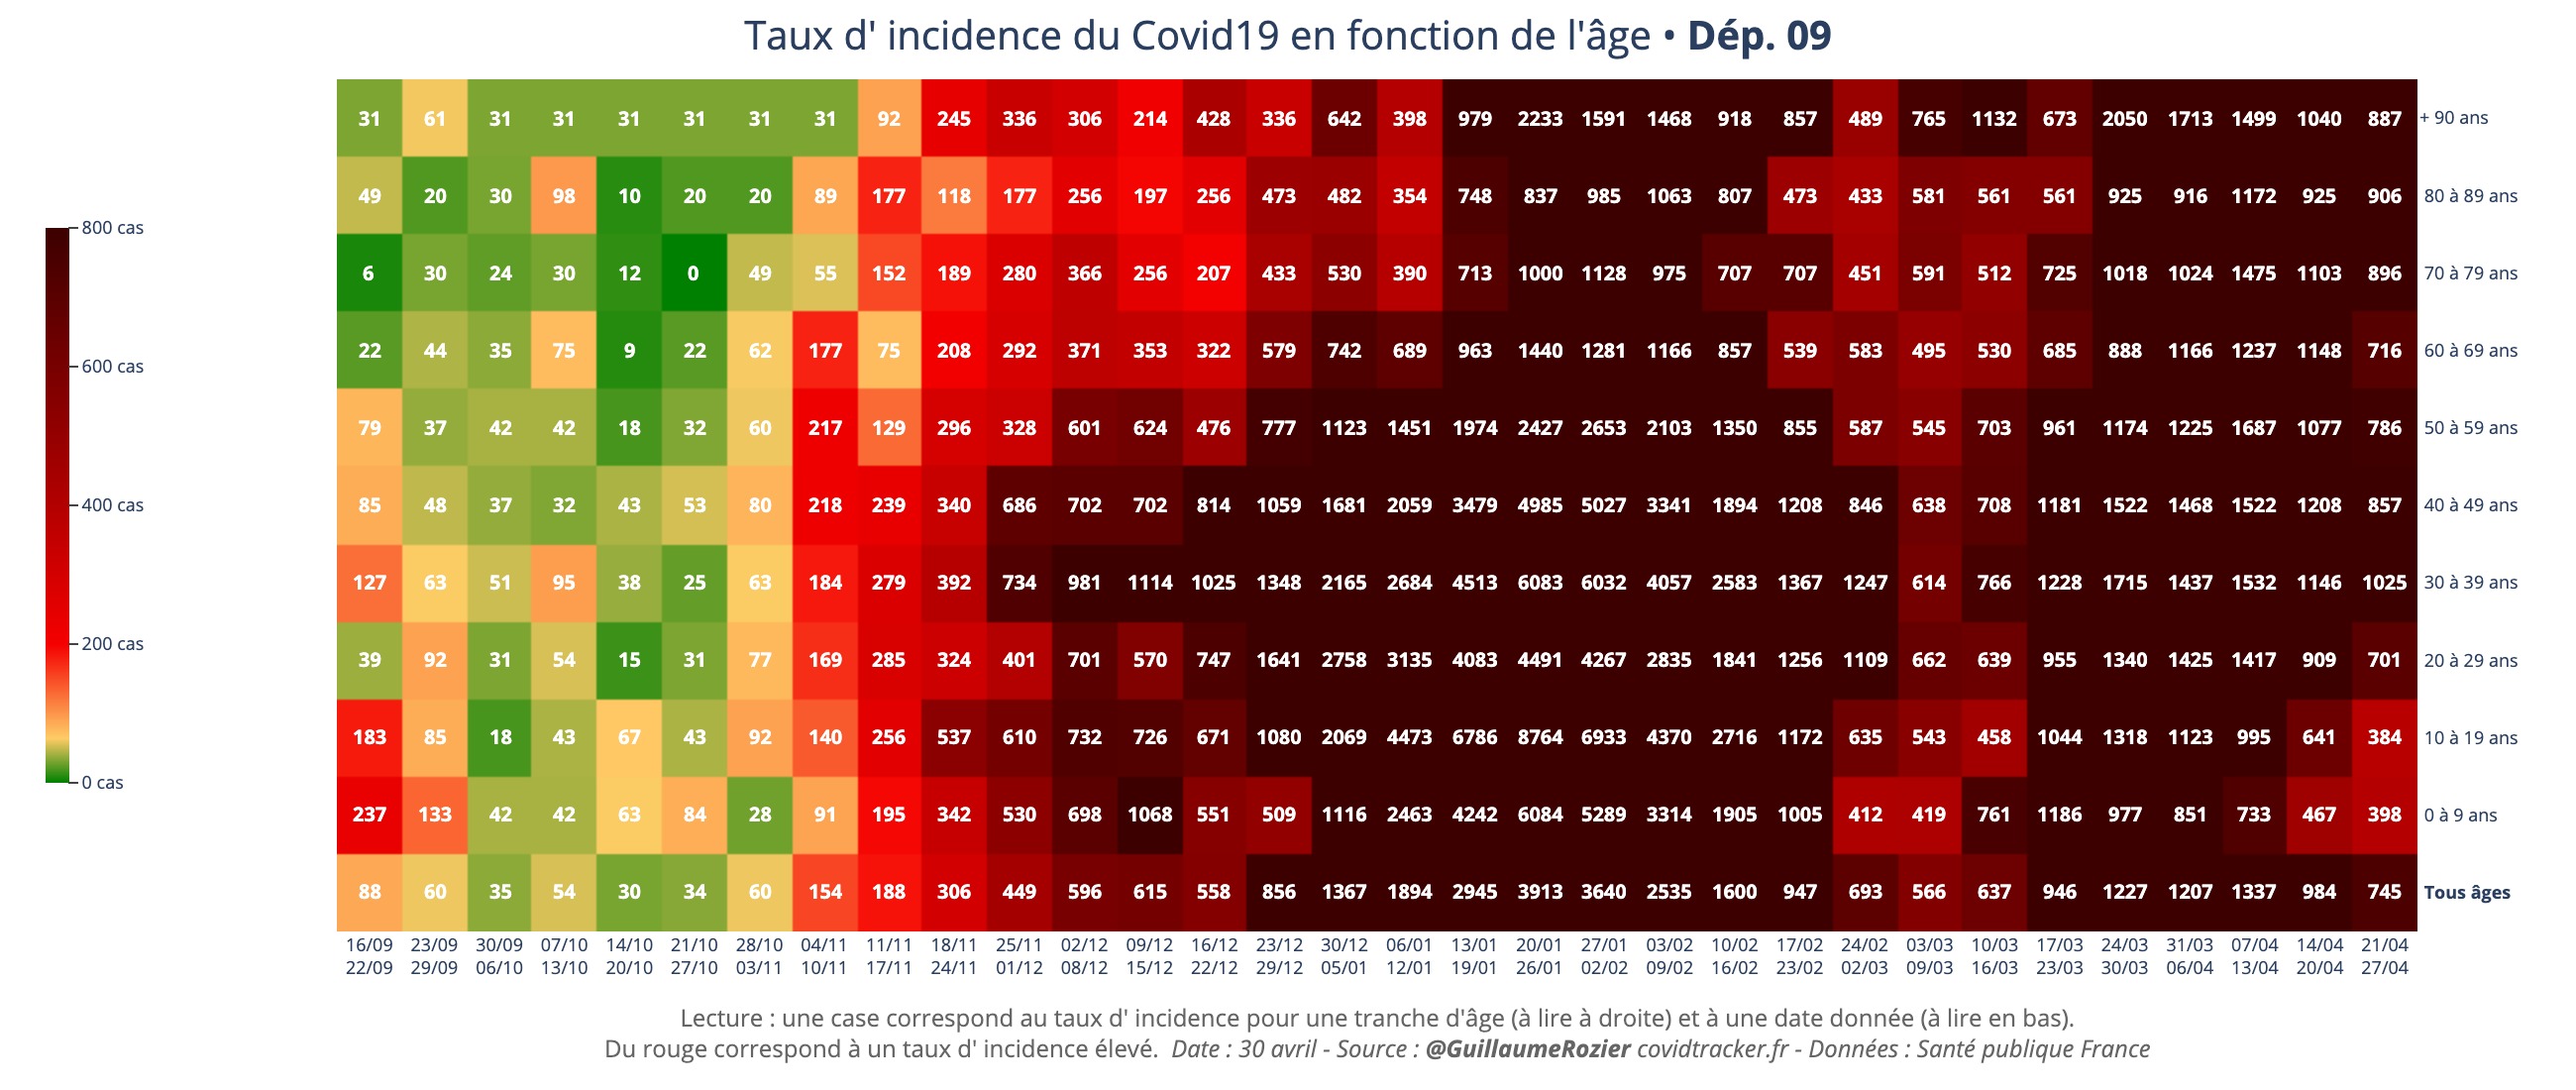 Taux d' incidence du Covid19 en fonction de l'âge • Dép. 09
31 61 31 31 31 31 31 31 92 245 336 306 214 428 336 642 398 979 2233 1591 1468 918 857 489 765 1132 673 2050 1713 1499 1040 887 + 90 ans
49 20 30 98 10 20 20 89 177 118 177 256 197 256 473 482 354 748 837 985 1063 807 473 433 581 561 561 925 916 1172 925 906 80 à 89 ans
800 cas
6 30 24 30 12 0 49 55 152 189 280 366 256 207 433 530 390 713 1000 1128 975 707 707 451 591 512 725 1018 1024 1475 1103 896 70 à 79 ans
22 44 35 75 9 22 62 177 75 208 292 371 353 322 579 742 689 963 1440 1281 1166 857 539 583 495 530 685 888 1166 1237 1148 716 60 à 69 ans
600 cas
79 37 42 42 18 32 60 217 129 296 328 601 624 476 777 1123 1451 1974 2427 2653 2103 1350 855 587 545 703 961 1174 1225 1687 1077 786 50 à 59 ans
400 cas
85 48 37 32 43 53 80 218 239 340 686 702 702 814 1059 1681 2059 3479 4985 5027 3341 1894 1208 846 638 708 1181 1522 1468 1522 1208 857 40 à 49 ans
127 63 51 95 38 25 63 184 279 392 734 981 1114 1025 1348 2165 2684 4513 6083 6032 4057 2583 1367 1247 614 766 1228 1715 1437 1532 1146 1025 30 à 39 ans
200 cas
39 92 31 54 15 31 77 169 285 324 401 701 570 747 1641 2758 3135 4083 4491 4267 2835 1841 1256 1109 662 639 955 1340 1425 1417 909 701 20 à 29 ans
183 85 18 43 67 43 92 140 256 537 610 732 726 671 1080 2069 4473 6786 8764 6933 4370 2716 1172 635 543 458 1044 1318 1123 995 641 384 10 à 19 ans
0 cas
237 133 42 42 63 84 28 91 195 342 530 698 1068 551 509 1116 2463 4242 6084 5289 3314 1905 1005 412 419 761 1186 977 851 733 467 398 0 à 9 ans
88 60 35 54 30 34 60 154 188 306 449 596 615 558 856 1367 1894 2945 3913 3640 2535 1600 947 693 566 637 946 1227 1207 1337 984 745 Tous âges
16/09 23/09 30/09 07/10 14/10 21/10 28/10 04/11 11/11 18/11 25/11 02/12 09/12 16/12 23/12 30/12 06/01 13/01 20/01 27/01 03/02 10/02 17/02 24/02 03/03 10/03 17/03 24/03 31/03 07/04 14/04 21/04
22/09 29/09 06/10 13/10 20/10 27/10 03/11 10/11 17/11 24/11 01/12 08/12 15/12 22/12 29/12 05/01 12/01 19/01 26/01 02/02 09/02 16/02 23/02 02/03 09/03 16/03 23/03 30/03 06/04 13/04 20/04 27/04
Lecture : une case correspond au taux d' incidence pour une tranche d'âge (à lire à droite) et à une date donnée (à lire en bas).
Du rouge correspond à un taux d' incidence élevé. Date : 30 avril - Source : @GuillaumeRozier covidtracker.fr - Données : Santé publique France